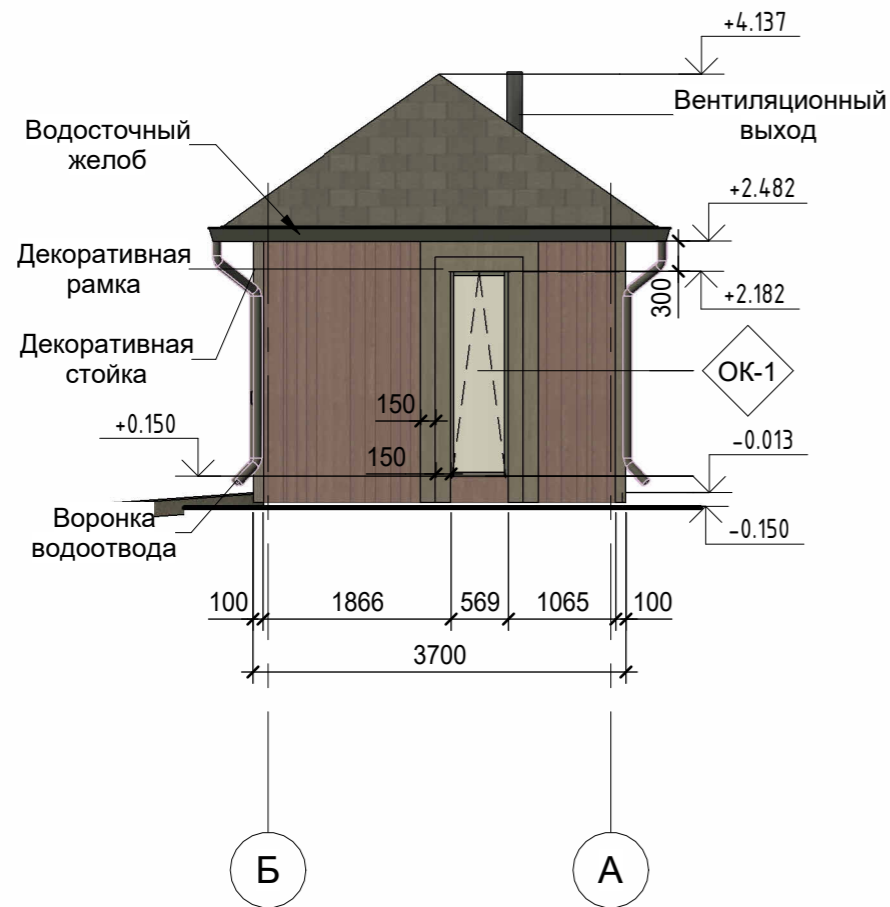 +4.137
Вентиляционный
выход
Водосточный
желоб
+2.482
Декоративная
рамка
300
+2.182
Декоративная
стойка
ОК-1
150
+0.150
150
-0.013
Воронка
водоотвода
-0.150
100
1866
569
1065
100
3700
Б
А